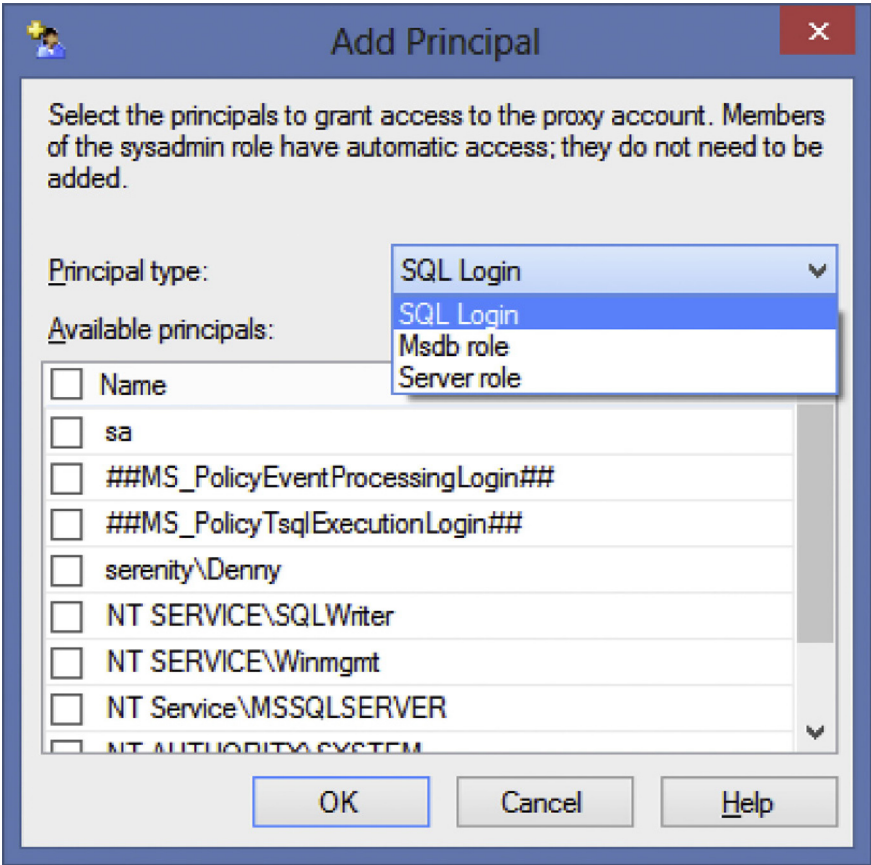 Add Principal
Select the principals to grant access to the proxy account. Members
of the sysadmin role have automatic access; they do not need to be
added.
Principal type:
SQL Login
SQL Login
Msdb role
Server role
Available principals:
Name
sa
##MS_PolicyEventProcessingLogin##
##MS_PolicyTsqlExecutionLogin##
serenity\Denny
NT SERVICE\SQLWriter
NT SERVICE\Winmgmt
NT Service\MSSQLSERVER
NT AUTHORITY\SYSTEM
OK
Cancel
Help